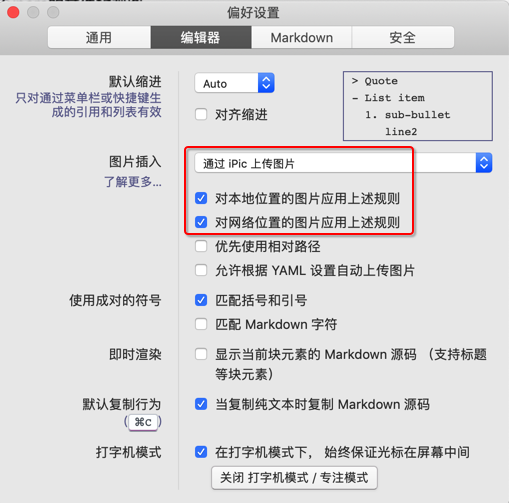 偏好设置
通用
编辑器
Markdown
安全
默认缩进
只对通过菜单栏或快捷键生
成的引用和列表有效
Auto
对齐缩进
> Quote
- List item
1. sub-bullet
line2
图片插入
了解更多...
通过 iPic 上传图片
对本地位置的图片应用上述规则
对网络位置的图片应用上述规则
优先使用相对路径
允许根据 YAML 设置自动上传图片
使用成对的符号
匹配括号和引号
匹配 Markdown 字符
即时渲染
显示当前块元素的 Markdown 源码 （支持标题
等块元素）
默认复制行为
(⌘C)
当复制纯文本时复制 Markdown 源码
打字机模式
在打字机模式下， 始终保证光标在屏幕中间
关闭 打字机模式 / 专注模式